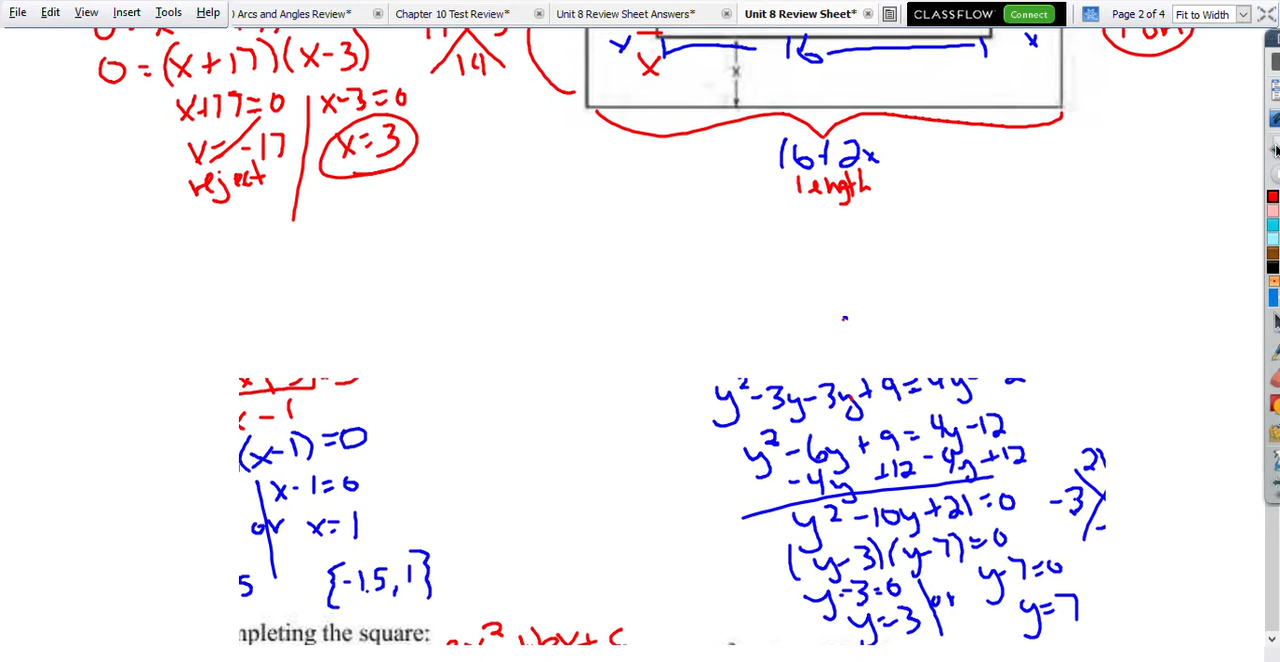 File Edit View Insert Tools Help ) Arcs and Angles Review* Chapter 10 Test Review* Unit 8 Review Sheet Answers* Unit 8 Review Sheet* CLASSFLOW Connect Page 2 of 4 Fit to Width
0 = (x+17)(x-3)
14
x+17=0 x-3=0
x=-17 x=3
reject
x 16 x
x
x
16+2x
length
x - 1
(x-1)=0
x-1=0
or x=1
5 {-1.5, 1}
mpleting the square:
y²-3y-3y+9=4y-
y²-6y+9=4y-12
-4y +12 -4y +12
y²-10y+21=0 -3
(y-3)(y-7)=0
y-3=0 or y-7=0
y=3 y=7